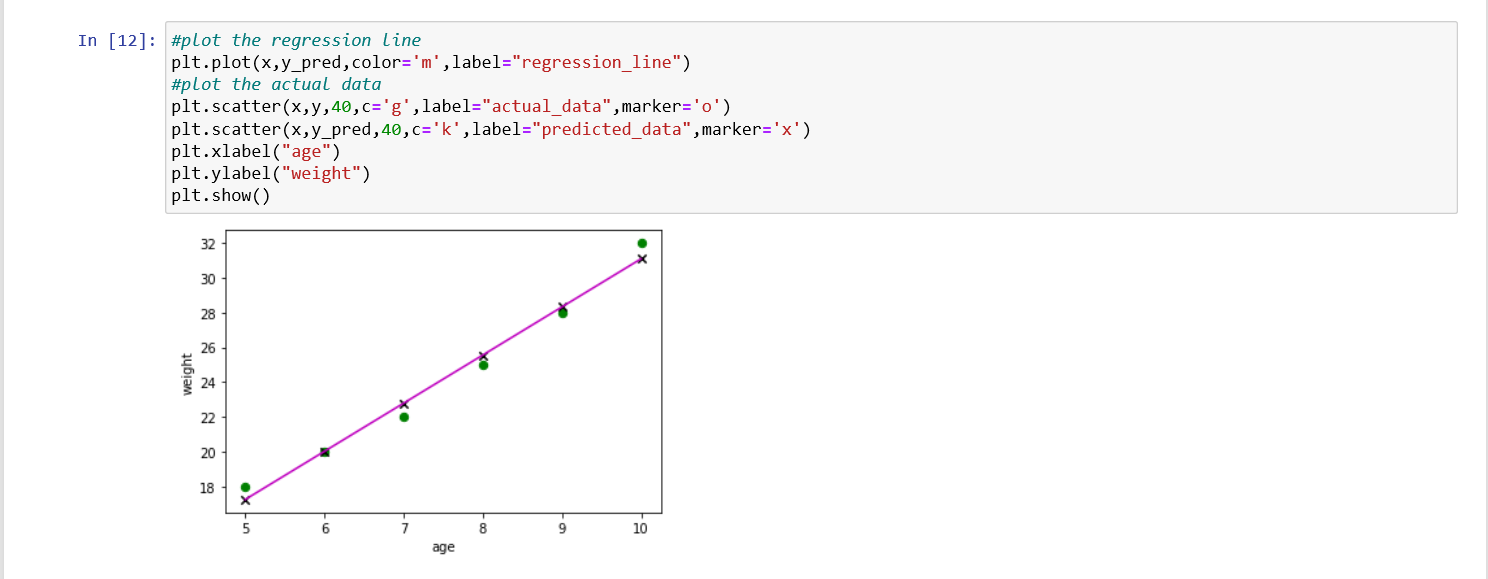 In [12]:
#plot the regression line
plt.plot(x,y_pred,color='m',label="regression_line")
#plot the actual data
plt.scatter(x,y,40,c='g',label="actual_data",marker='o')
plt.scatter(x,y_pred,40,c='k',label="predicted_data",marker='x')
plt.xlabel("age")
plt.ylabel("weight")
plt.show()
32
30
28
26
24
22
20
18
weight
5 6 7 8 9 10
age